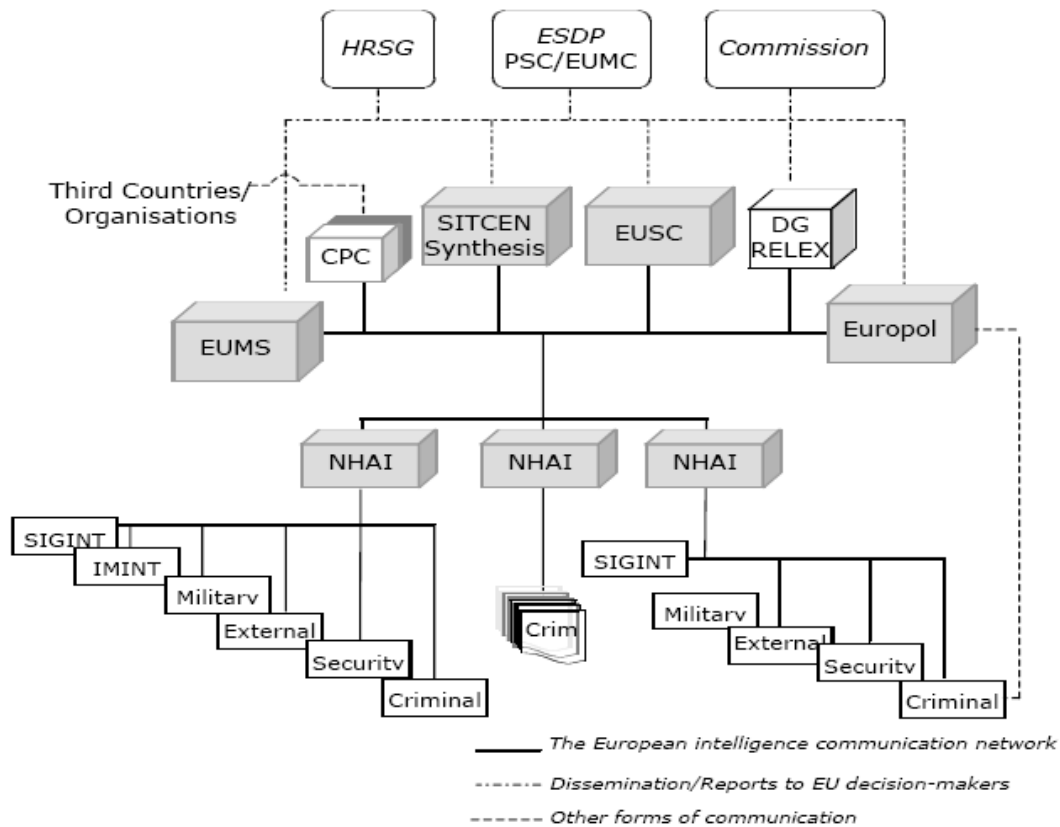 HRSG
ESDP
PSC/EUMC
Commission
Third Countries/
Organisations
CPC
SITCEN
Synthesis
EUSC
DG
RELEX
EUMS
Europol
NHAI
NHAI
NHAI
SIGINT
IMINT
Military
External
Security
Criminal
Crim
SIGINT
Military
External
Security
Criminal
The European intelligence communication network
Dissemination/Reports to EU decision-makers
Other forms of communication